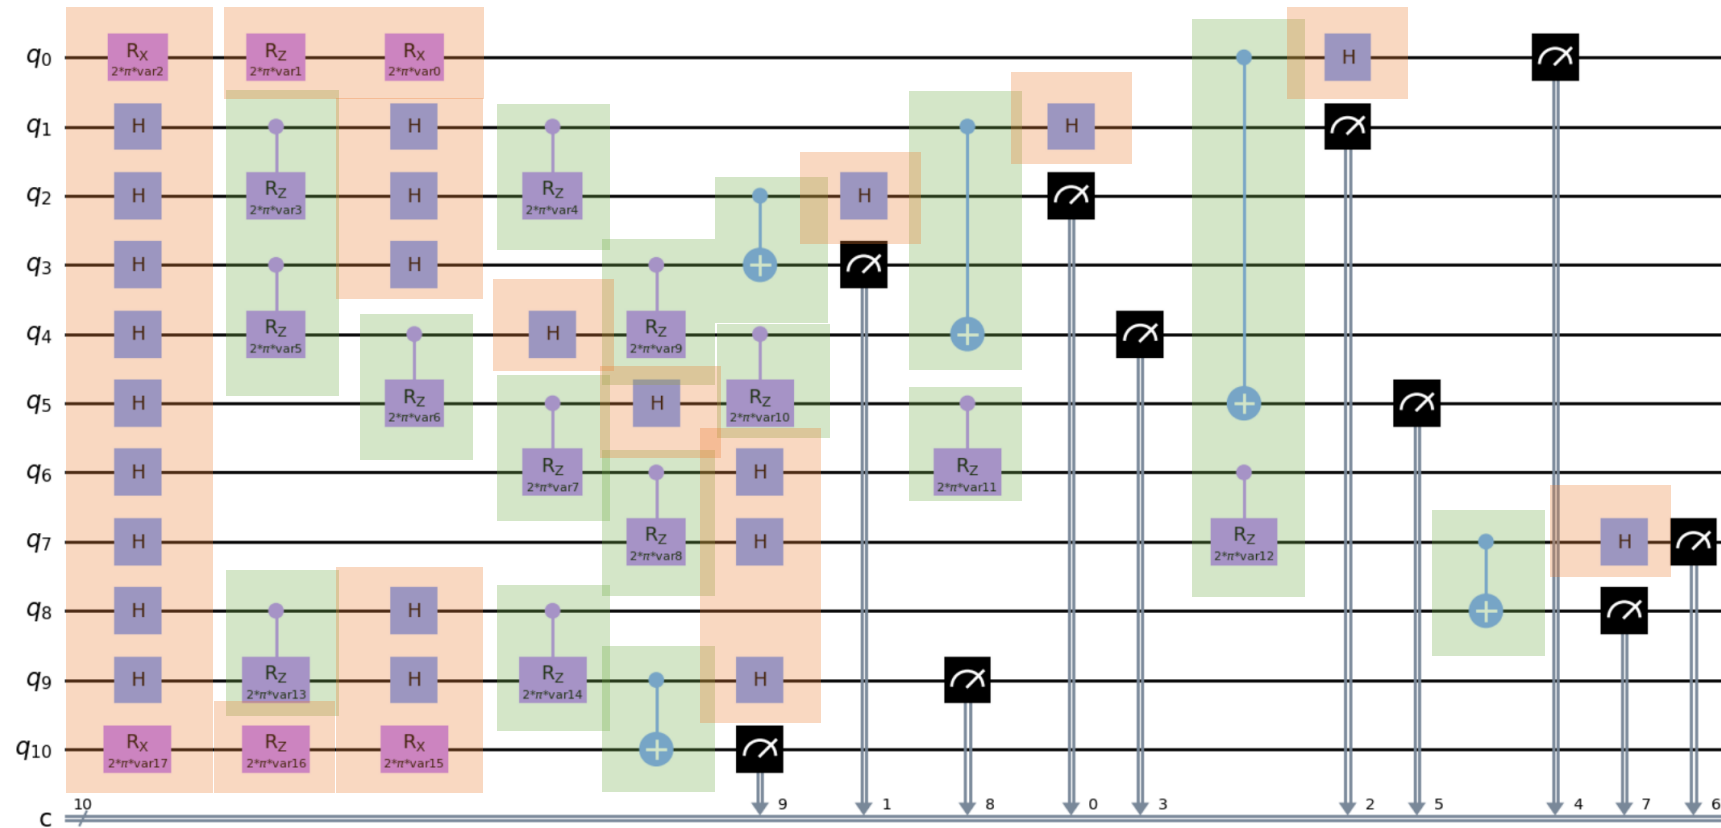 q0 RX 2*π*var2 RZ 2*π*var1 RX 2*π*var0 H
q1 H H H
q2 H RZ 2*π*var3 H RZ 2*π*var4 H
q3 H H
q4 H RZ 2*π*var5 H RZ 2*π*var9
q5 H RZ 2*π*var6 H RZ 2*π*var10
q6 H RZ 2*π*var7 H RZ 2*π*var11
q7 H RZ 2*π*var8 H RZ 2*π*var12 H
q8 H H
q9 H RZ 2*π*var13 H RZ 2*π*var14 H
q10 RX 2*π*var17 RZ 2*π*var16 RX 2*π*var15
10 9 1 8 0 3 2 5 4 7 6
c